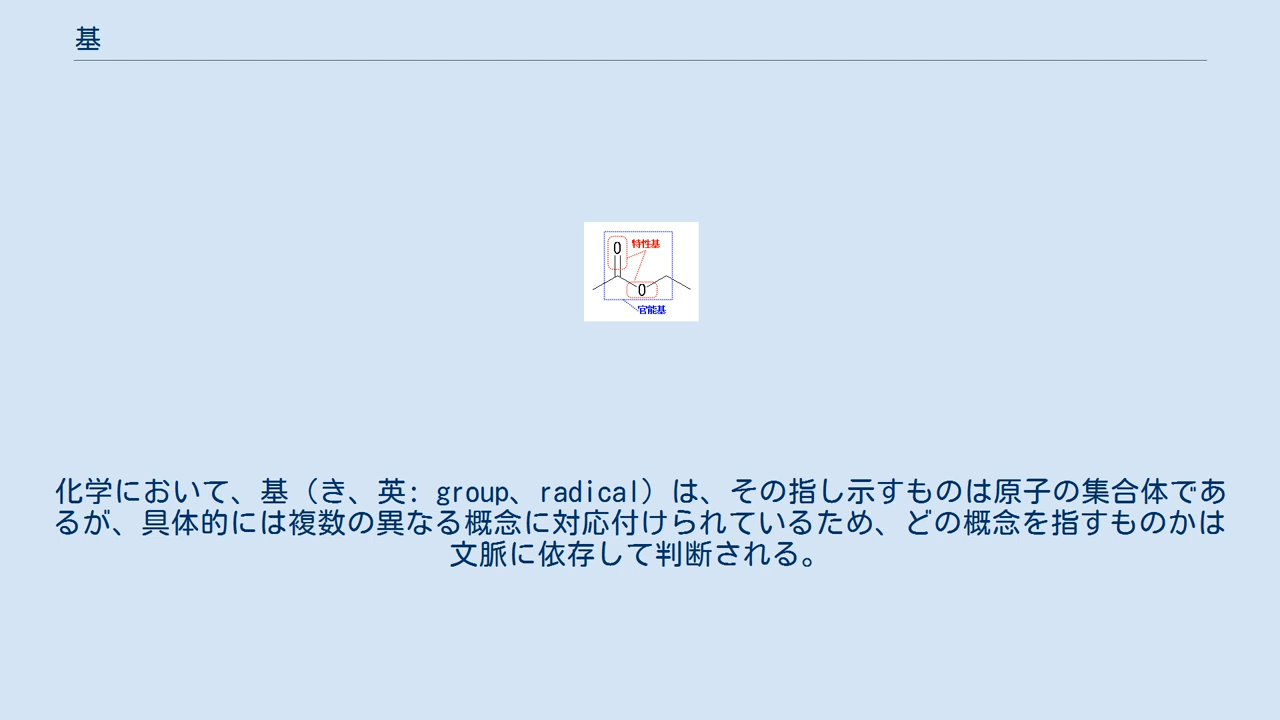 基
O
特性基
O
官能基
化学において、基（き、英: group、radical）は、その指し示すものは原子の集合体であ
るが、具体的には複数の異なる概念に対応付けられているため、どの概念を指すものかは
文脈に依存して判断される。